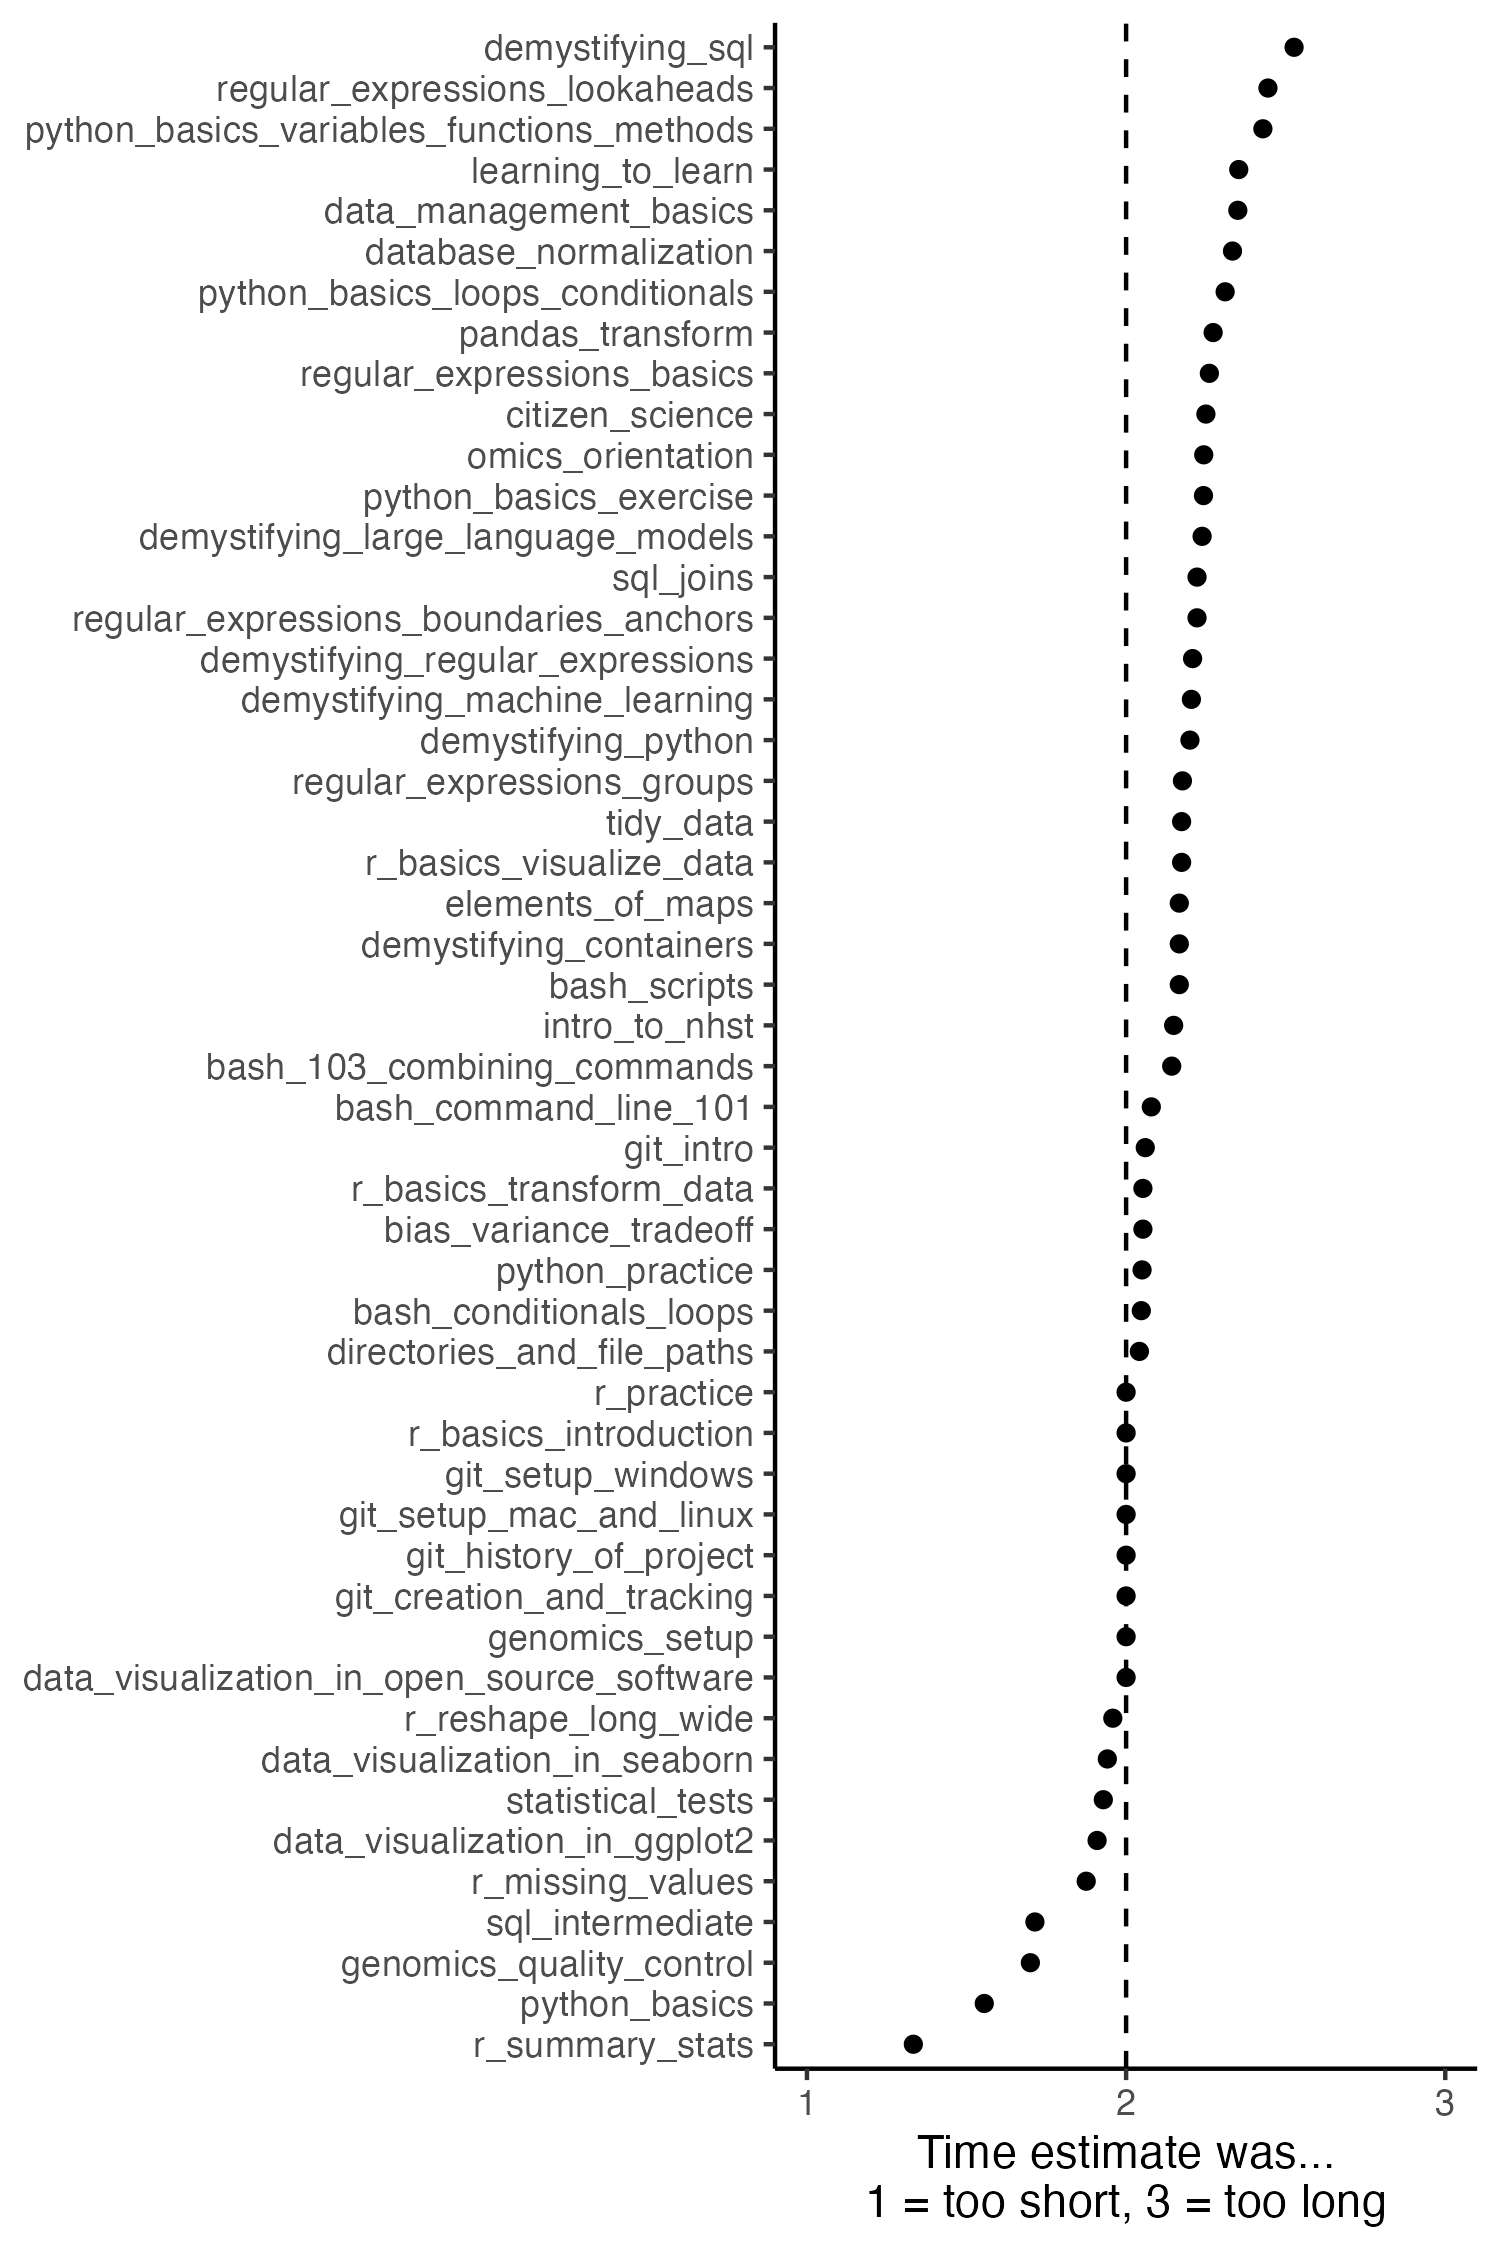 demystifying_sql
regular_expressions_lookaheads
python_basics_variables_functions_methods
learning_to_learn
data_management_basics
database_normalization
python_basics_loops_conditionals
pandas_transform
regular_expressions_basics
citizen_science
omics_orientation
python_basics_exercise
demystifying_large_language_models
sql_joins
regular_expressions_boundaries_anchors
demystifying_regular_expressions
demystifying_machine_learning
demystifying_python
regular_expressions_groups
tidy_data
r_basics_visualize_data
elements_of_maps
demystifying_containers
bash_scripts
intro_to_nhst
bash_103_combining_commands
bash_command_line_101
git_intro
r_basics_transform_data
bias_variance_tradeoff
python_practice
bash_conditionals_loops
directories_and_file_paths
r_practice
r_basics_introduction
git_setup_windows
git_setup_mac_and_linux
git_history_of_project
git_creation_and_tracking
genomics_setup
data_visualization_in_open_source_software
r_reshape_long_wide
data_visualization_in_seaborn
statistical_tests
data_visualization_in_ggplot2
r_missing_values
sql_intermediate
genomics_quality_control
python_basics
r_summary_stats
1 2 3
Time estimate was...
1 = too short, 3 = too long